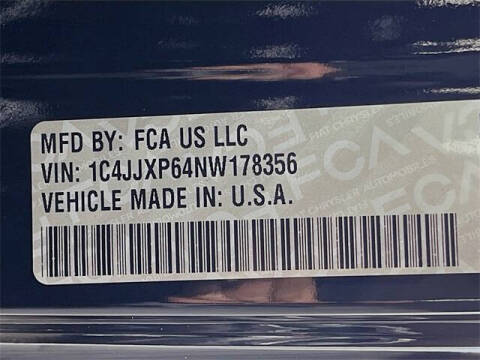 MFD BY: FCA US LLC
VIN: 1C4JJXP64NW178356
VEHICLE MADE IN: U.S.A.